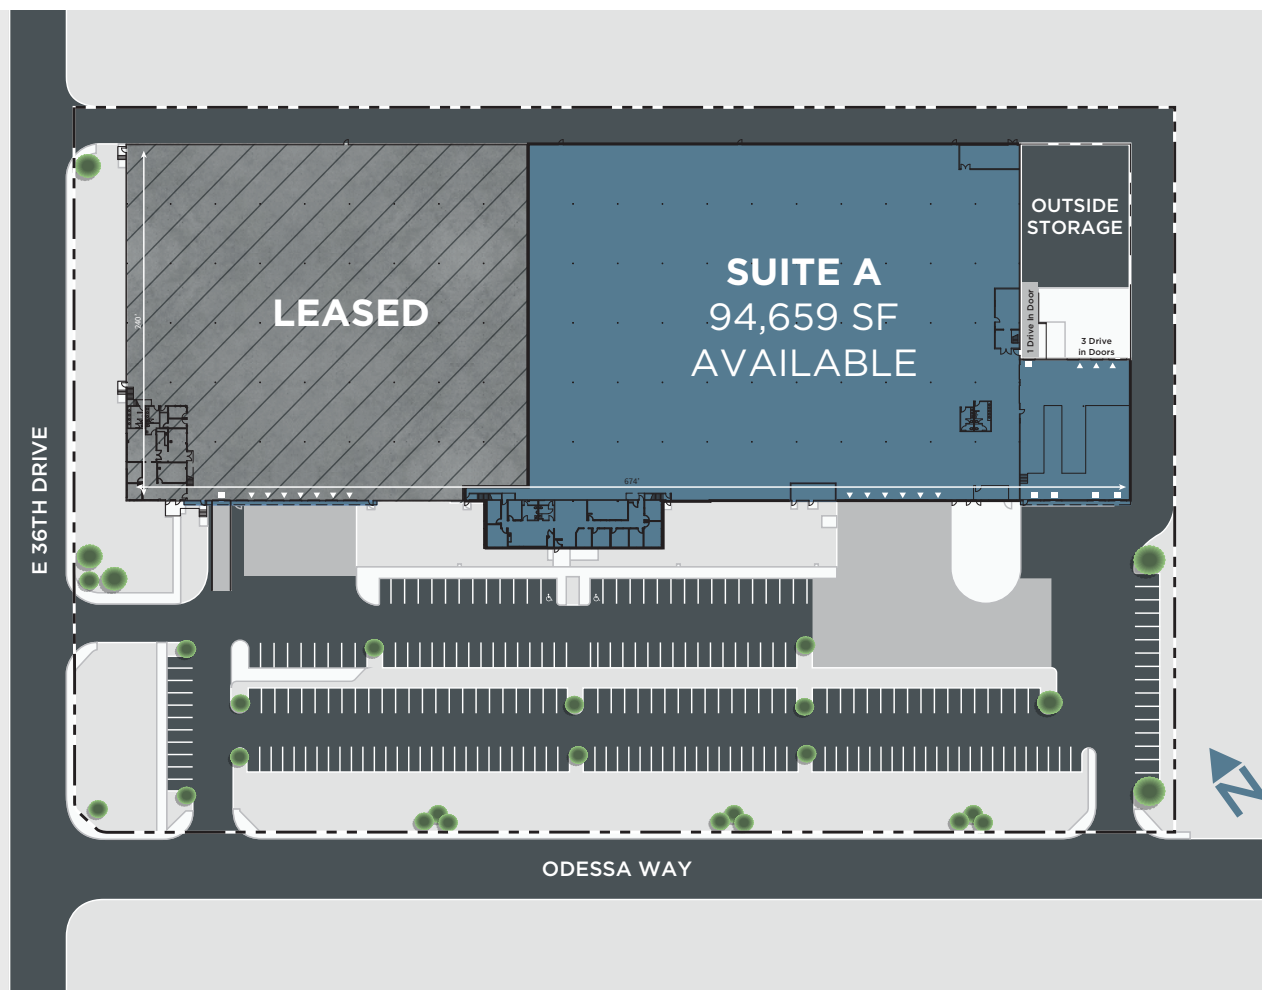 OUTSIDE
STORAGE
SUITE A
94,659 SF
AVAILABLE
LEASED
240'
1 Drive In Door
3 Drive
in Doors
674'
E 36TH DRIVE
N
ODESSA WAY